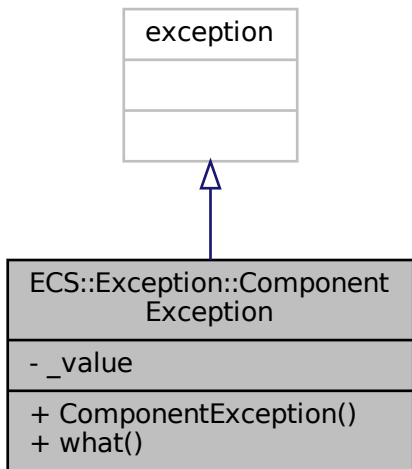 exception
ECS::Exception::Component
Exception
- _value
+ ComponentException()
+ what()